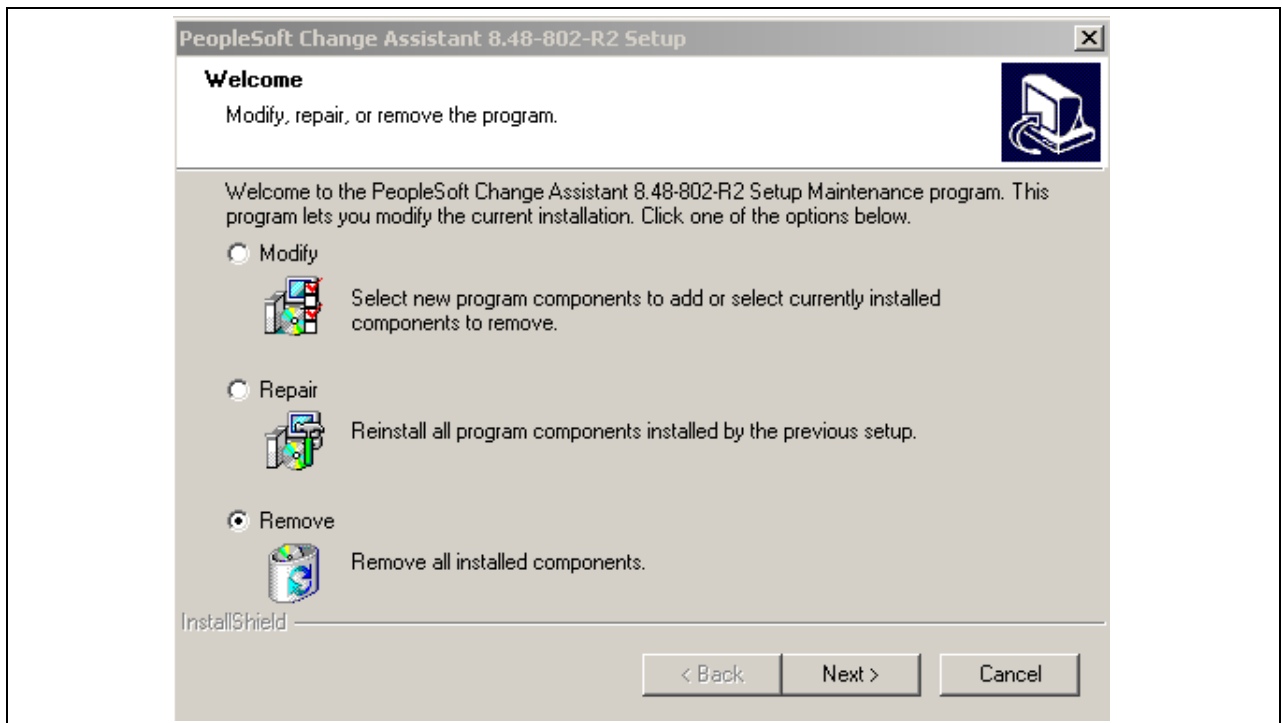 PeopleSoft Change Assistant 8.48-802-R2 Setup
Welcome
Modify, repair, or remove the program.
Welcome to the PeopleSoft Change Assistant 8.48-802-R2 Setup Maintenance program. This
program lets you modify the current installation. Click one of the options below.
Modify
Select new program components to add or select currently installed
components to remove.
Repair
Reinstall all program components installed by the previous setup.
Remove
Remove all installed components.
InstallShield
< Back
Next >
Cancel